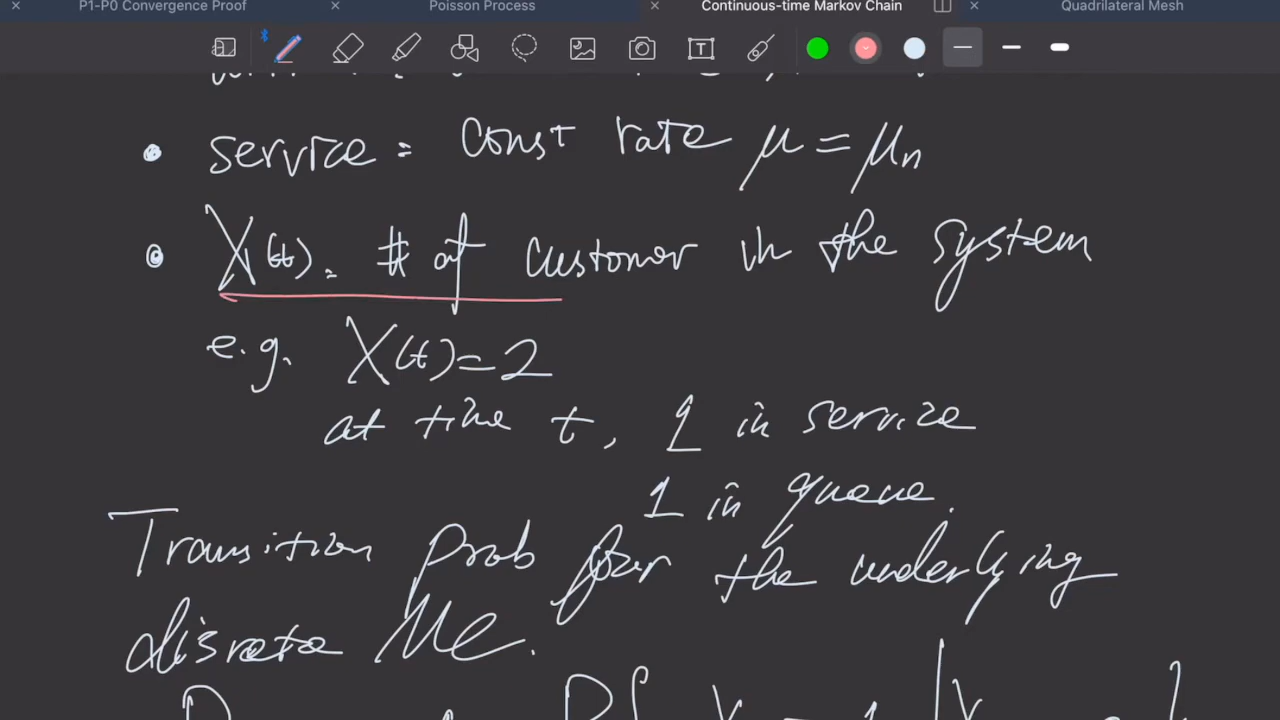 P1-P0 Convergence Proof × Poisson Process × Continuous-time Markov Chain × Quadrilateral Mesh
T
• service = const rate μ = μn
• X(t) = # of customer in the system
e.g. X(t)=2
at time t, 1 in service
1 in queue.
Transition prob for the underlying
discrete MC.